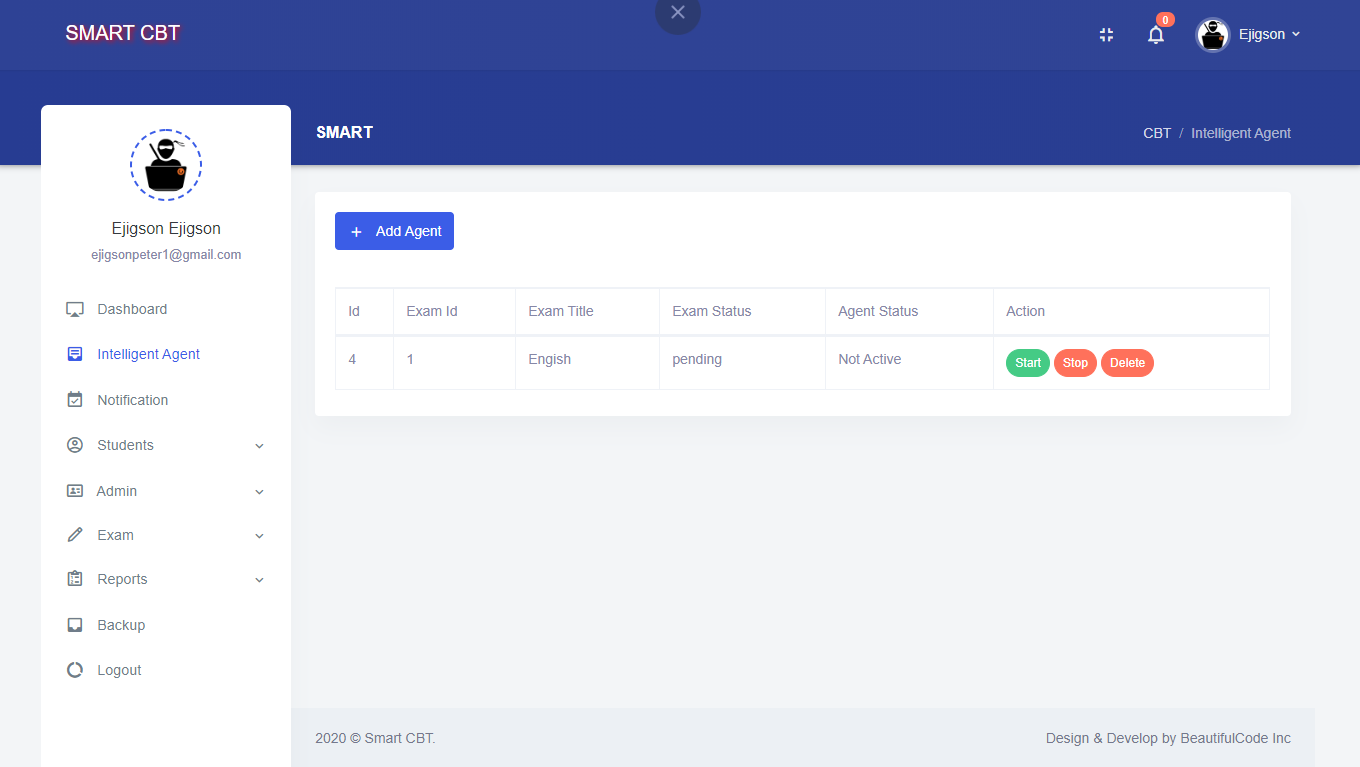 SMART CBT
0
Ejigson
SMART
CBT / Intelligent Agent
Ejigson Ejigson
ejigsonpeter1@gmail.com
Dashboard
Intelligent Agent
Notification
Students
Admin
Exam
Reports
Backup
Logout
+ Add Agent
Id Exam Id Exam Title Exam Status Agent Status Action
4 1 Engish pending Not Active Start Stop Delete
2020 © Smart CBT.
Design & Develop by BeautifulCode Inc